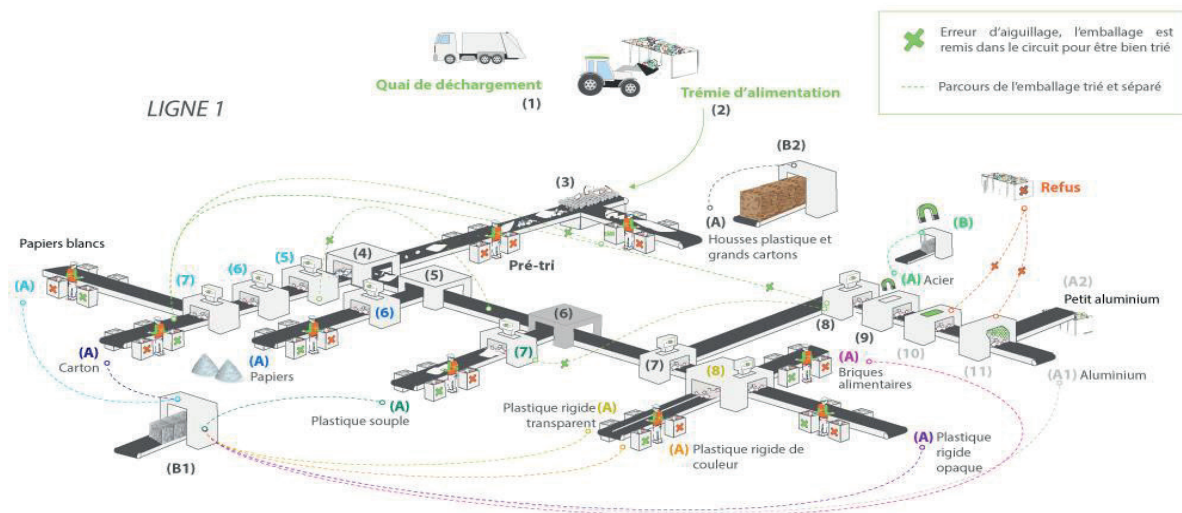 Erreur d'aiguillage, l'emballage est
remis dans le circuit pour être bien trié
Parcours de l'emballage trié et séparé
Quai de déchargement
(1)
Trémie d'alimentation
(2)
LIGNE 1
(B2)
(3)
Refus
(A)
Housses plastique et
grands cartons
(B)
(A) Acier
Pré-tri
Papiers blancs
(7)
(6)
(5)
(4)
(5)
(6)
(6)
(A)
(A2)
Petit aluminium
(8)
(9)
(10)
(11)
(A)
Carton
(A)
Papiers
(7)
(7)
(8)
(A)
Briques
alimentaires
(A1) Aluminium
(A)
Plastique souple
Plastique rigide (A)
transparent
(A) Plastique rigide de
couleur
(A) Plastique
rigide
opaque
(B1)